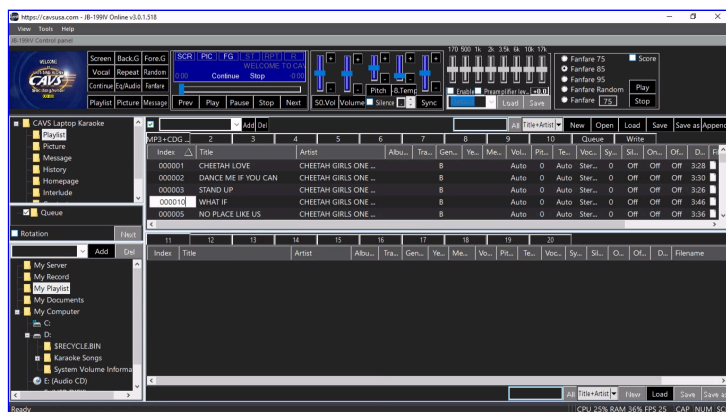 https://cavsusa.com - JB-199IV Online v3.0.1.518
View Tools Help
JB-199IV Control panel
WELCOME
CAVS
Screen Back.G Fore.G
Vocal Repeat Random
Continue Eq/Audio Fanfare
Playlist Picture Message
SCR PIC FG ST RPT R
WELCOME TO CAV
0:00 Continue Stop -0:00
Prev Play Pause Stop Next
Pitch -8.Temp
50.Vol Volume Silence Sync
170 500 1k 2k 3.5k 6k 10k 17k
Enable Preamplifier lev... +0.0
Load Save
Fanfare 75
Fanfare 85
Fanfare 95
Fanfare Random
Fanfare 75
Score
Play
Stop
CAVS Laptop Karaoke
Playlist
Picture
Message
History
Homepage
Interlude
Queue
Rotation Next
Add Del
My Server
My Record
My Playlist
My Documents
My Computer
C:
D:
$RECYCLE.BIN
Karaoke Songs
System Volume Informa
E: (Audio CD)
Add Del All Title+Artist New Open Load Save Save as Append
MP3+CDG ... 2 3 4 5 6 7 8 9 10 Queue Write
Index Title Artist Albu... Tra... Gen... Ye... Me... Vol... Pit... Te... Voc... Sy... Sil... On... Of... D... Fi
000001 CHEETAH LOVE CHEETAH GIRLS ONE ... B Auto 0 Auto Ster... 0 Off Off Off 3:28
000002 DANCE ME IF YOU CAN CHEETAH GIRLS ONE ... B Auto 0 Auto Ster... 0 Off Off Off 3:30
000003 STAND UP CHEETAH GIRLS ONE ... B Auto 0 Auto Ster... 0 Off Off Off 3:26
000010 WHAT IF CHEETAH GIRLS ONE ... B Auto 0 Auto Ster... 0 Off Off Off 3:46
000005 NO PLACE LIKE US CHEETAH GIRLS ONE ... B Auto 0 Auto Ster... 0 Off Off Off 3:36
11 12 13 14 15 16 17 18 19 20
Index Title Artist Albu... Tra... Gen... Ye... Me... Vo... Pit... Te... Voc... Sy... Sil... O... Of... D... Filename
All Title+Artist New Load Save Save as
Ready CPU 25% RAM 36% FPS 25 CAP NUM SC